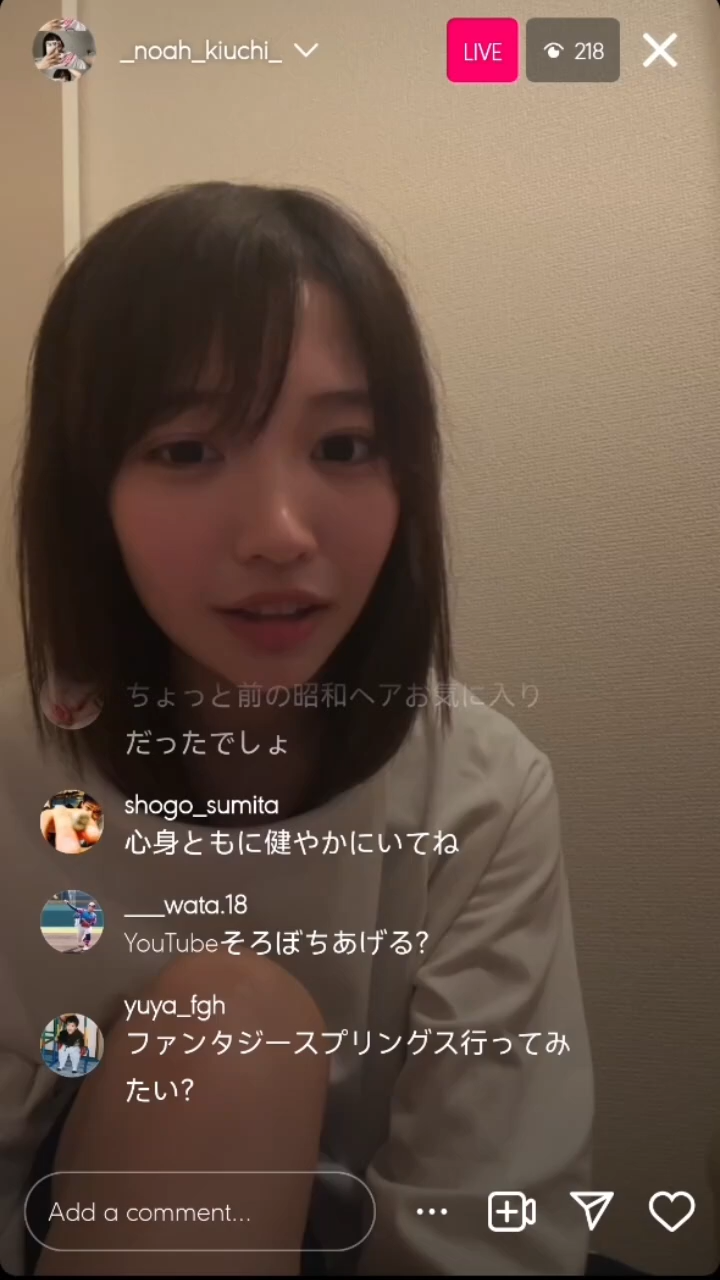 _noah_kiuchi_
LIVE
218
ちょっと前の昭和ヘアお気に入り
だったでしょ
shogo_sumita
心身ともに健やかにいてね
___wata.18
YouTubeそろぼちあげる?
yuya_fgh
ファンタジースプリングス行ってみ
たい?
Add a comment...